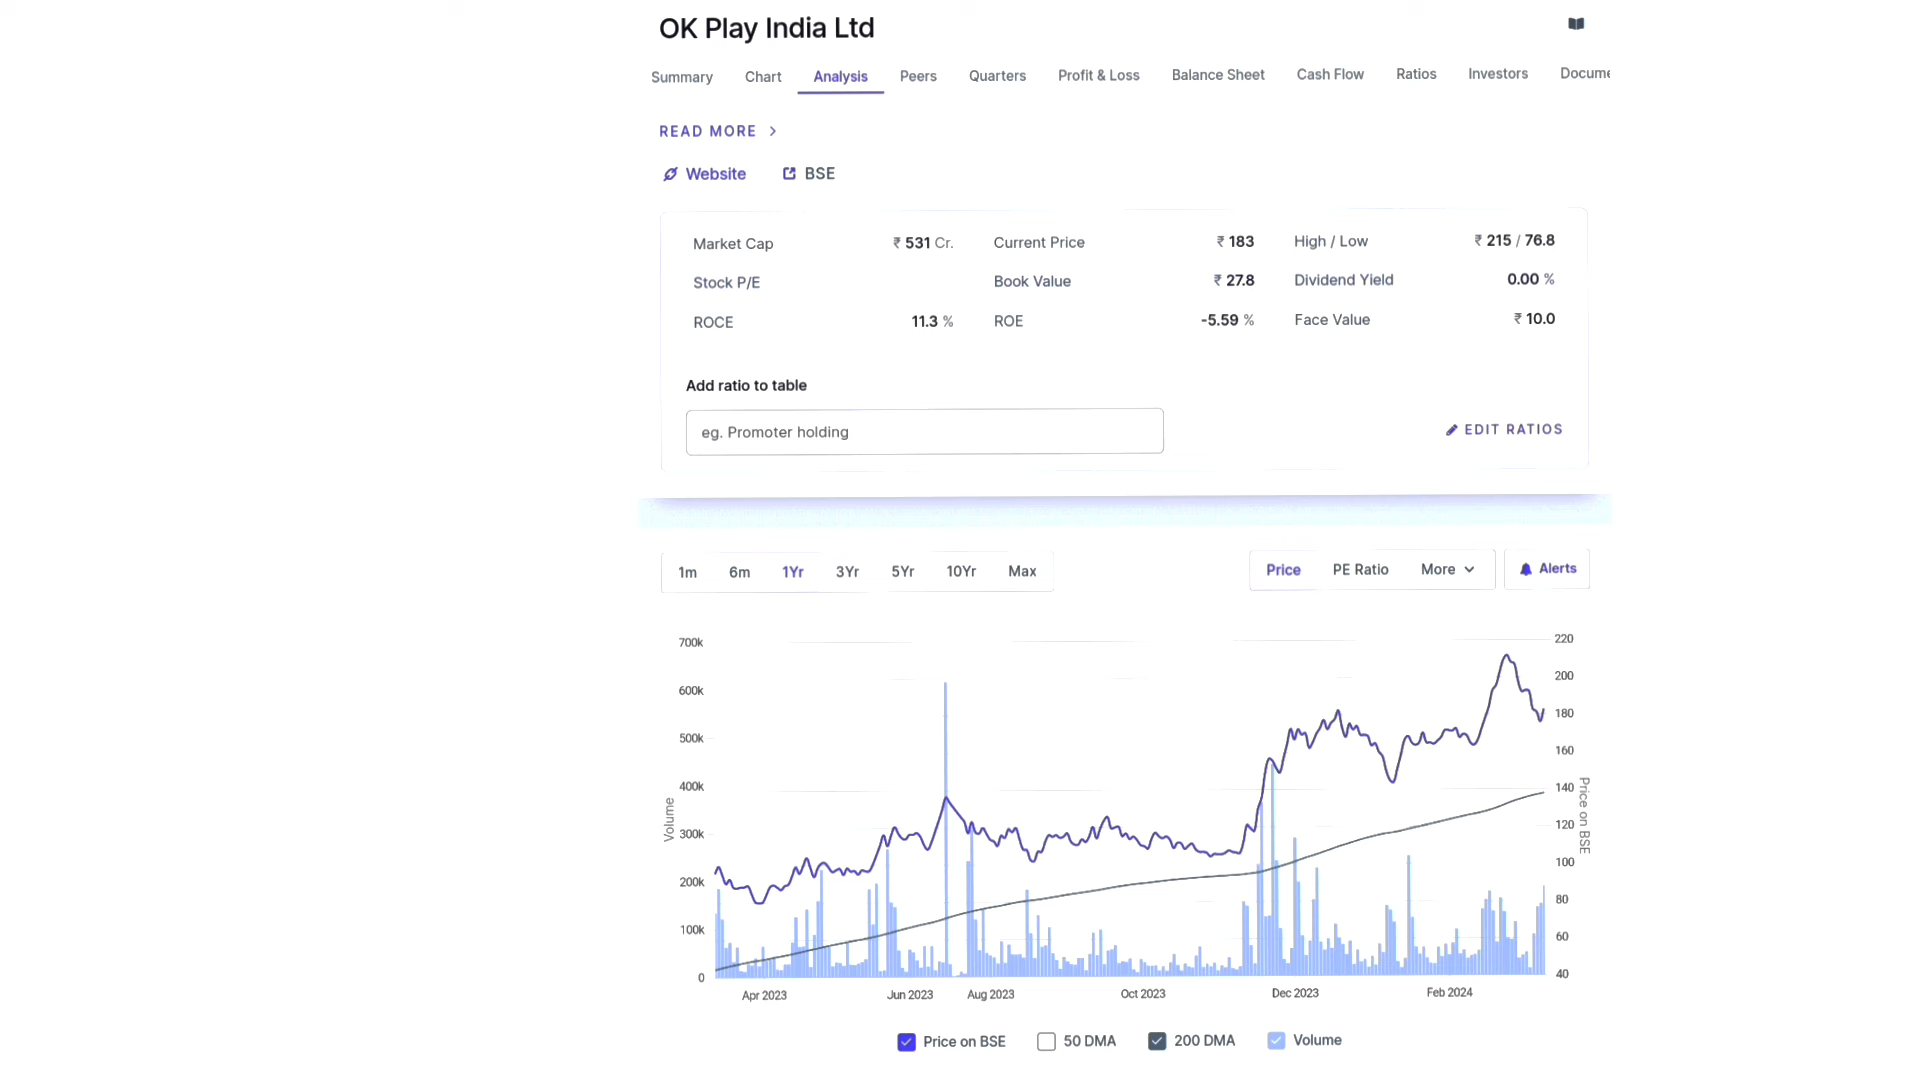 OK Play India Ltd
Summary Chart Analysis Peers Quarters Profit & Loss Balance Sheet Cash Flow Ratios Investors Docume
READ MORE
Website BSE
Market Cap ₹ 531 Cr. Current Price ₹ 183 High / Low ₹ 215 / 76.8
Stock P/E Book Value ₹ 27.8 Dividend Yield 0.00 %
ROCE 11.3 % ROE -5.59 % Face Value ₹ 10.0
Add ratio to table
eg. Promoter holding EDIT RATIOS
1m 6m 1Yr 3Yr 5Yr 10Yr Max Price PE Ratio More Alerts
700k 220
600k 200
500k 180
400k 160
300k 140
200k 120
100k 100
0 80
60
40
Volume
Price on BSE
Apr 2023 Jun 2023 Aug 2023 Oct 2023 Dec 2023 Feb 2024
Price on BSE 50 DMA 200 DMA Volume